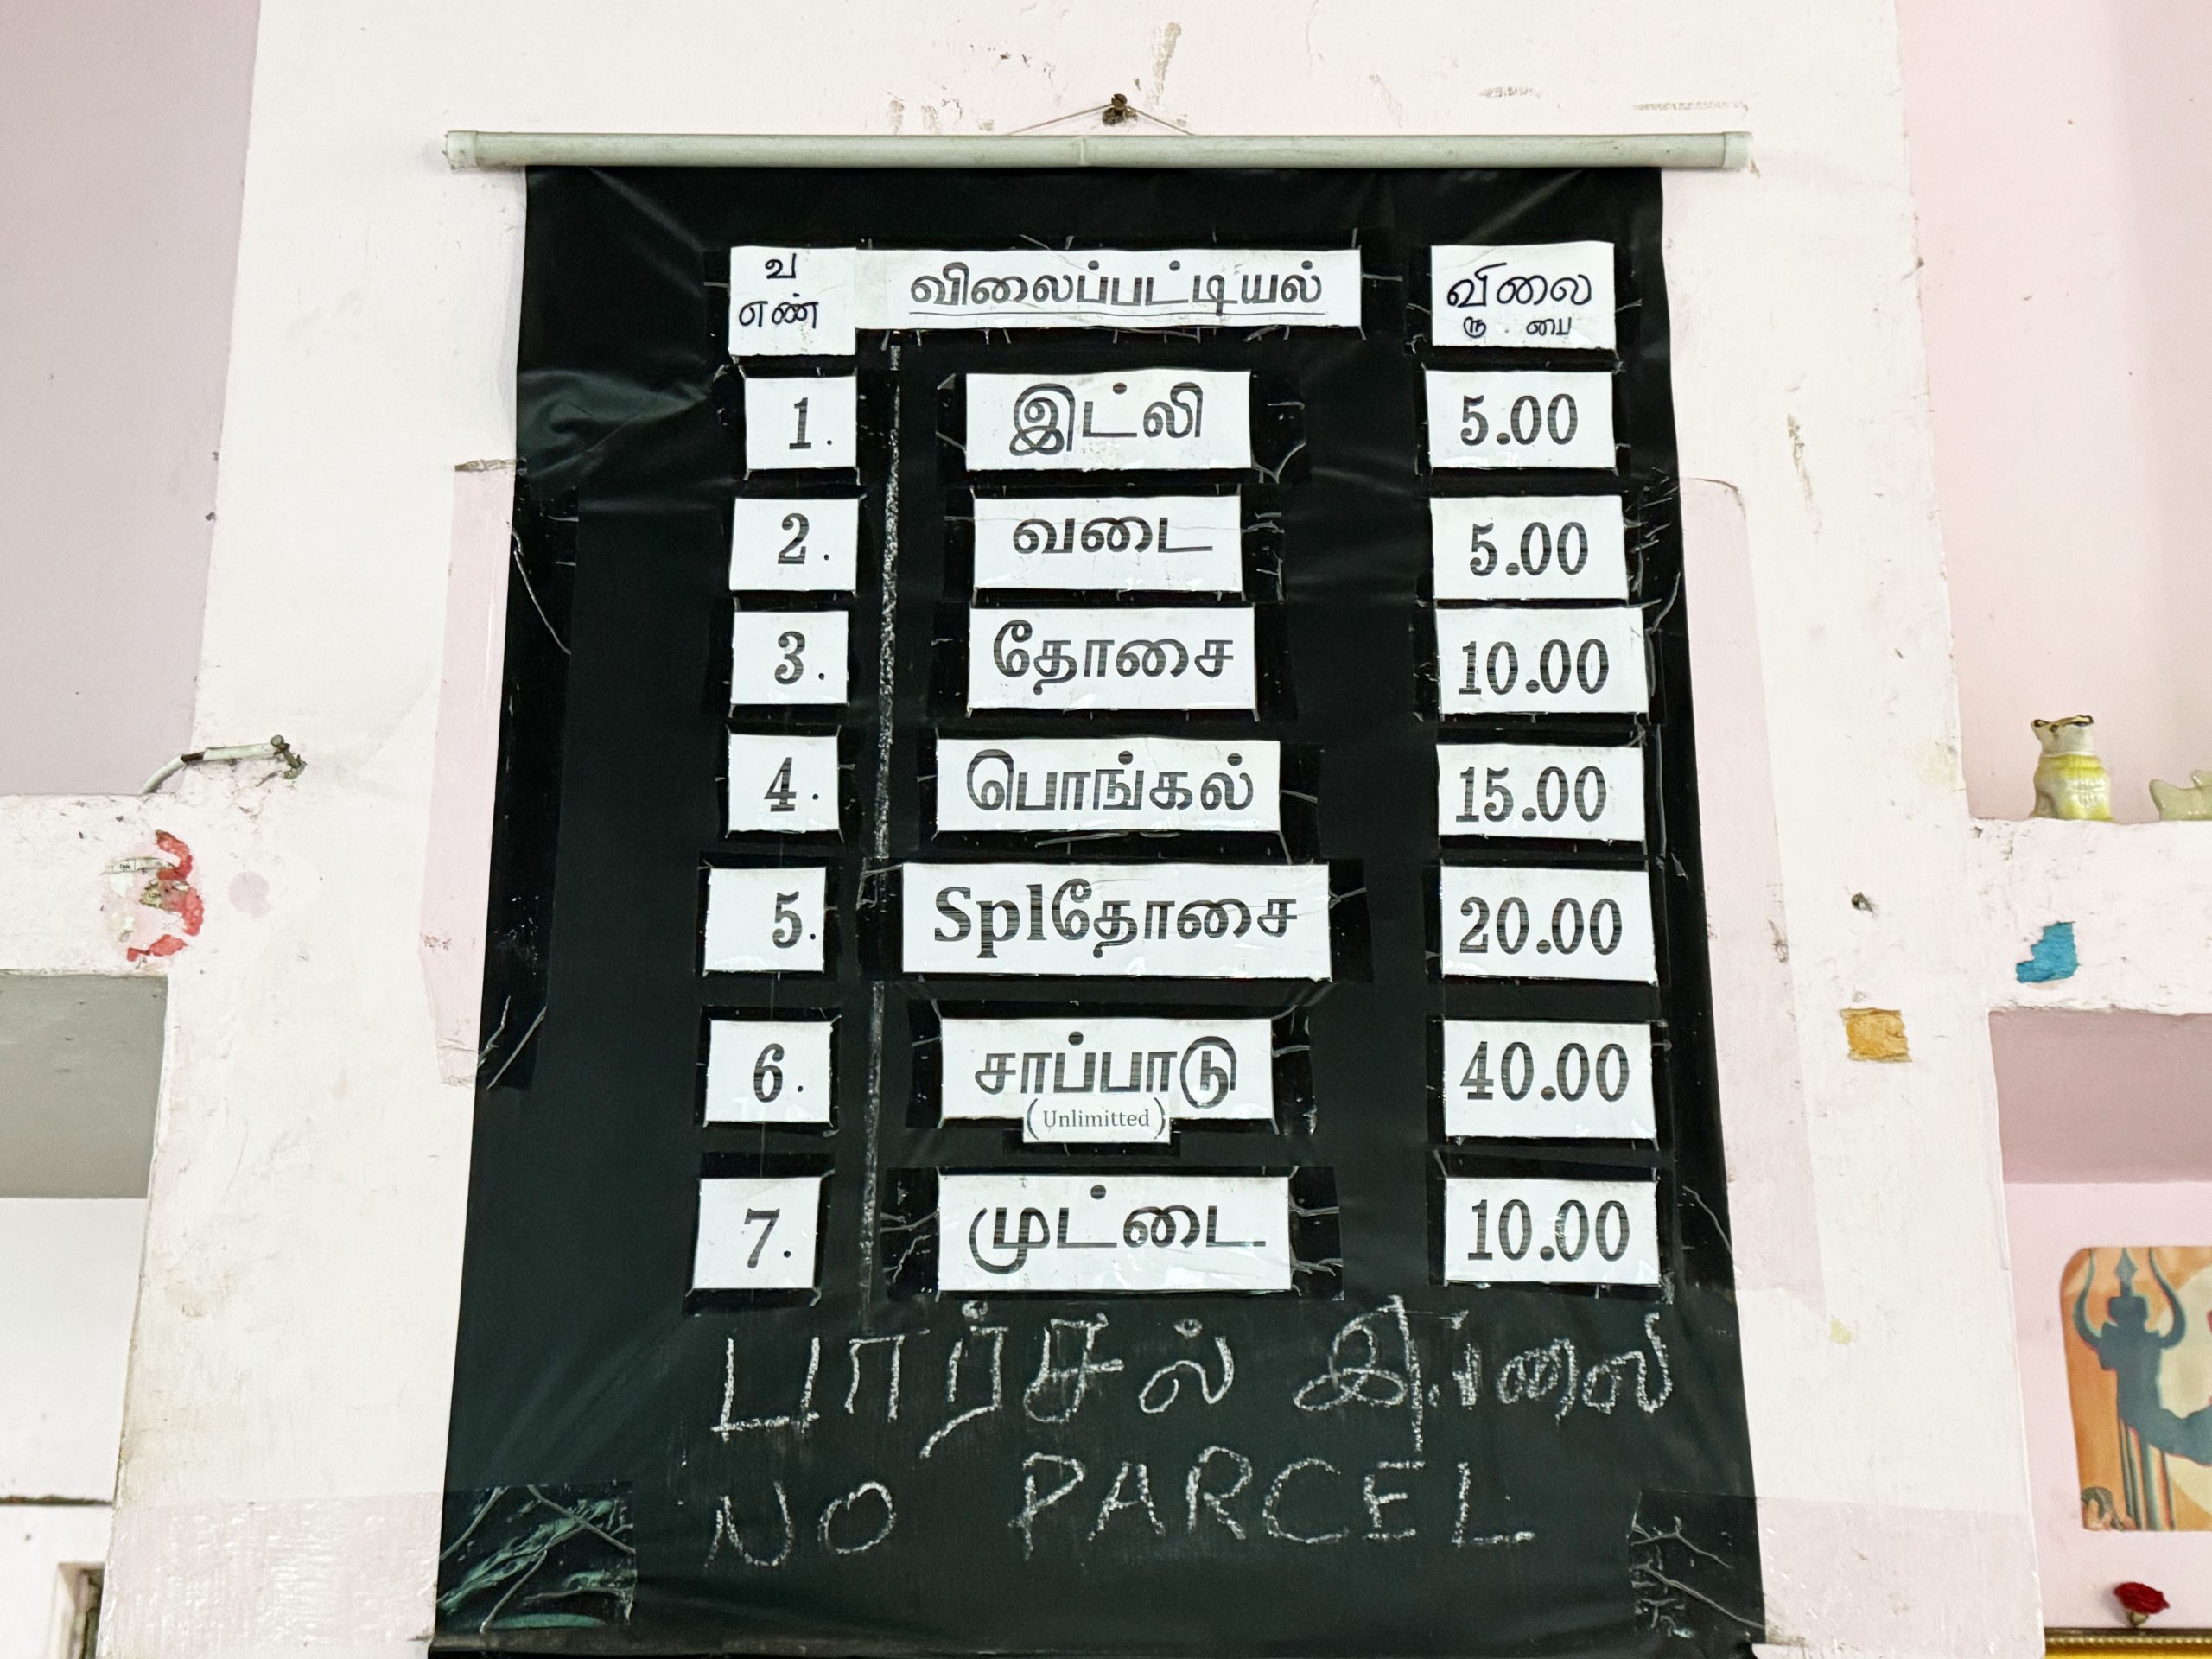 வ எண் விலைப்பட்டியல் விலை
ரூ . பை
1. இட்லி 5.00
2. வடை 5.00
3. தோசை 10.00
4. பொங்கல் 15.00
5. Splதோசை 20.00
6. சாப்பாடு 40.00
(Unlimitted)
7. முட்டை 10.00
பார்சல் இல்லை
NO PARCEL